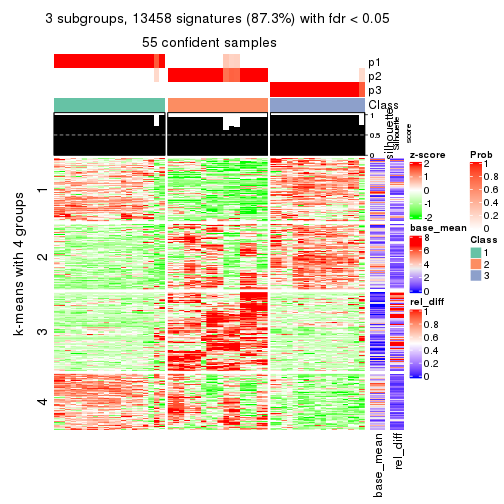 3 subgroups, 13458 signatures (87.3%) with fdr < 0.05
55 confident samples
p1
p2
p3
Class
1
0.5
0
silhouette
Silhouette
score
k-means with 4 groups
1
2
3
4
base_mean
rel_diff
z-score
2
1
0
-1
-2
base_mean
8
6
4
2
0
rel_diff
1
0.8
0.6
0.4
0.2
0
Prob
1
0.8
0.6
0.4
0.2
0
Class
1
2
3